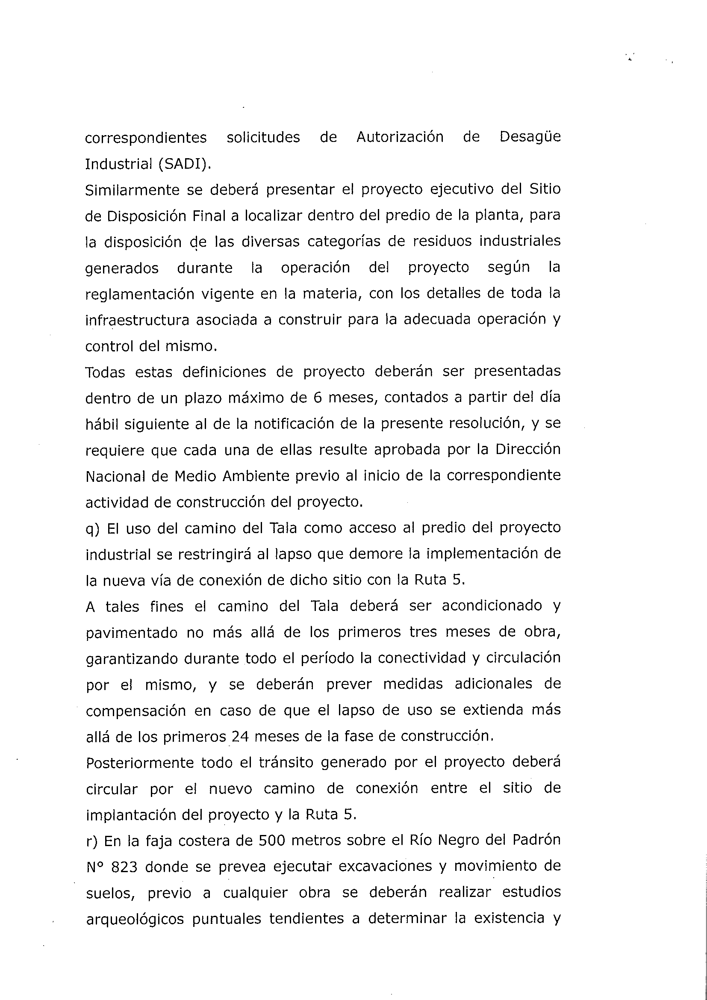 correspondientes solicitudes de Autorización de Desagüe
Industrial (SADI).
Similarmente se deberá presentar el proyecto ejecutivo del Sitio
de Disposición Final a localizar dentro del predio de la planta, para
la disposición de las diversas categorías de residuos industriales
generados durante la operación del proyecto según la
reglamentación vigente en la materia, con los detalles de toda la
infraestructura asociada a construir para la adecuada operación y
control del mismo.
Todas estas definiciones de proyecto deberán ser presentadas
dentro de un plazo máximo de 6 meses, contados a partir del día
hábil siguiente al de la notificación de la presente resolución, y se
requiere que cada una de ellas resulte aprobada por la Dirección
Nacional de Medio Ambiente previo al inicio de la correspondiente
actividad de construcción del proyecto.
q) El uso del camino del Tala como acceso al predio del proyecto
industrial se restringirá al lapso que demore la implementación de
la nueva vía de conexión de dicho sitio con la Ruta 5.
A tales fines el camino del Tala deberá ser acondicionado y
pavimentado no más allá de los primeros tres meses de obra,
garantizando durante todo el período la conectividad y circulación
por el mismo, y se deberán prever medidas adicionales de
compensación en caso de que el lapso de uso se extienda más
allá de los primeros 24 meses de la fase de construcción.
Posteriormente todo el tránsito generado por el proyecto deberá
circular por el nuevo camino de conexión entre el sitio de
implantación del proyecto y la Ruta 5.
r) En la faja costera de 500 metros sobre el Río Negro del Padrón
Nº 823 donde se prevea ejecutar excavaciones y movimiento de
suelos, previo a cualquier obra se deberán realizar estudios
arqueológicos puntuales tendientes a determinar la existencia y